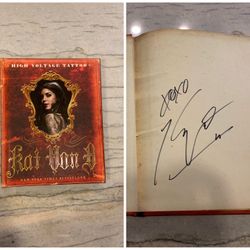 HIGH VOLTAGE TATTOO
Kat Von D
NEW YORK TIMES BESTSELLER
XOXO